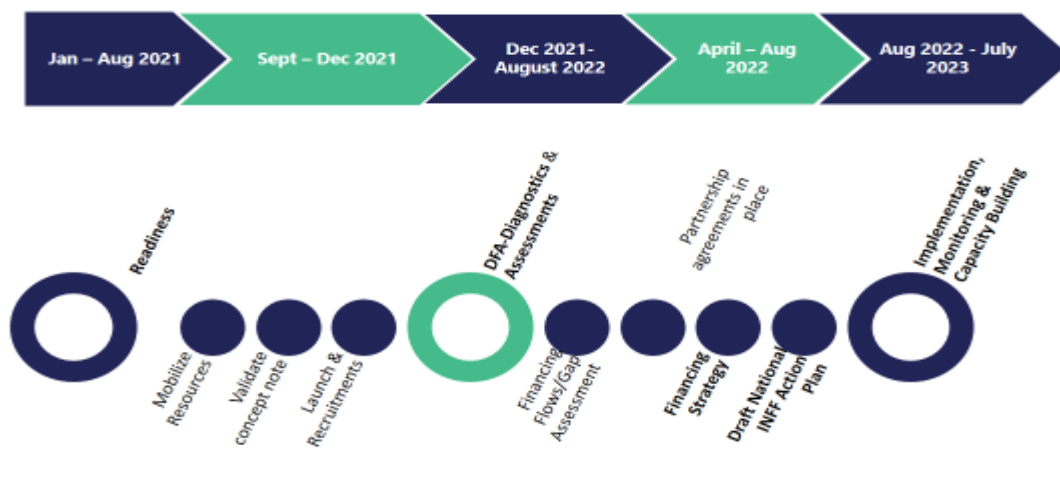 Jan – Aug 2021
Sept – Dec 2021
Dec 2021-
August 2022
April – Aug
2022
Aug 2022 - July
2023
Readiness
Mobilize
Resources
Validate
concept note
Launch &
Recruitments
DFA-Diagnostics &
Assessments
Financing
Flows/Gap
Assessment
Partnership
agreements in
place
Financing
Strategy
Draft National
INFF Action
Plan
Implementation,
Monitoring &
Capacity Building